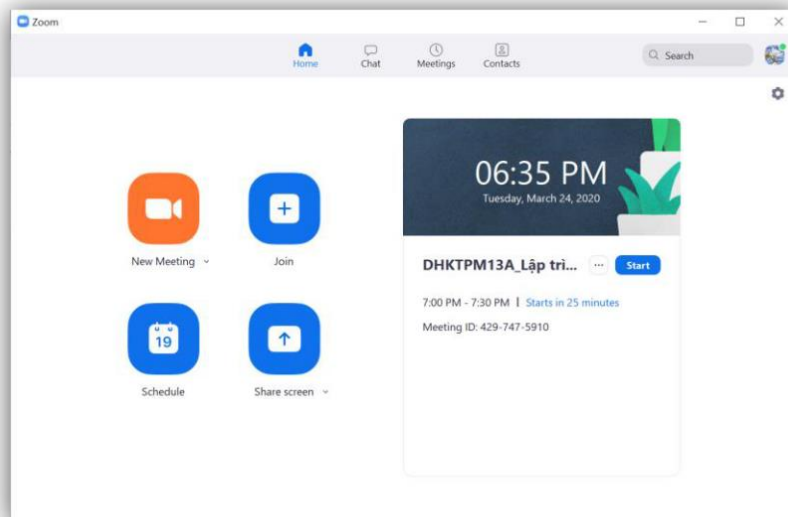 Zoom
Home
Chat
Meetings
Contacts
Search
06:35 PM
Tuesday, March 24, 2020
New Meeting
Join
DHKTPM13A_Lập trì... ... Start
7:00 PM - 7:30 PM | Starts in 25 minutes
Meeting ID: 429-747-5910
19
Schedule
Share screen